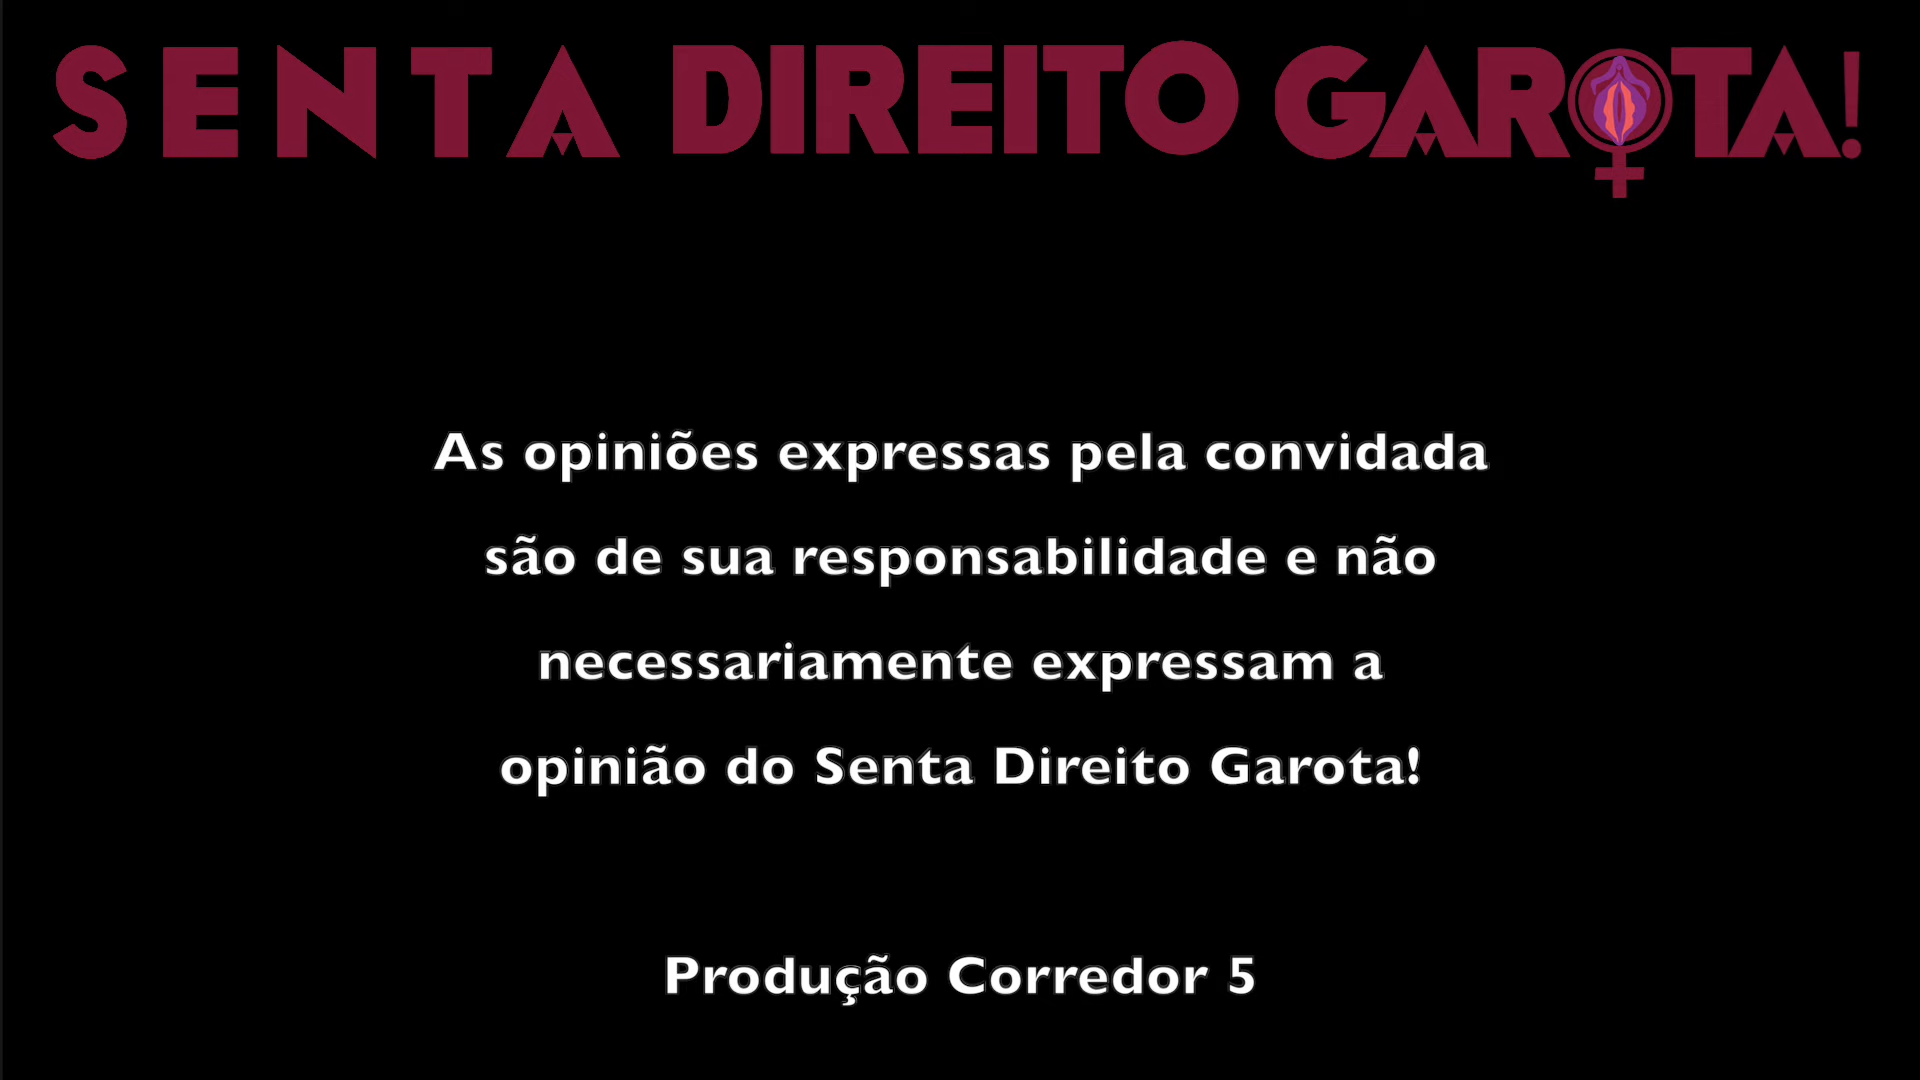 SENTA DIREITO GAROTA!
As opiniões expressas pela convidada
são de sua responsabilidade e não
necessariamente expressam a
opinião do Senta Direito Garota!
Produção Corredor 5